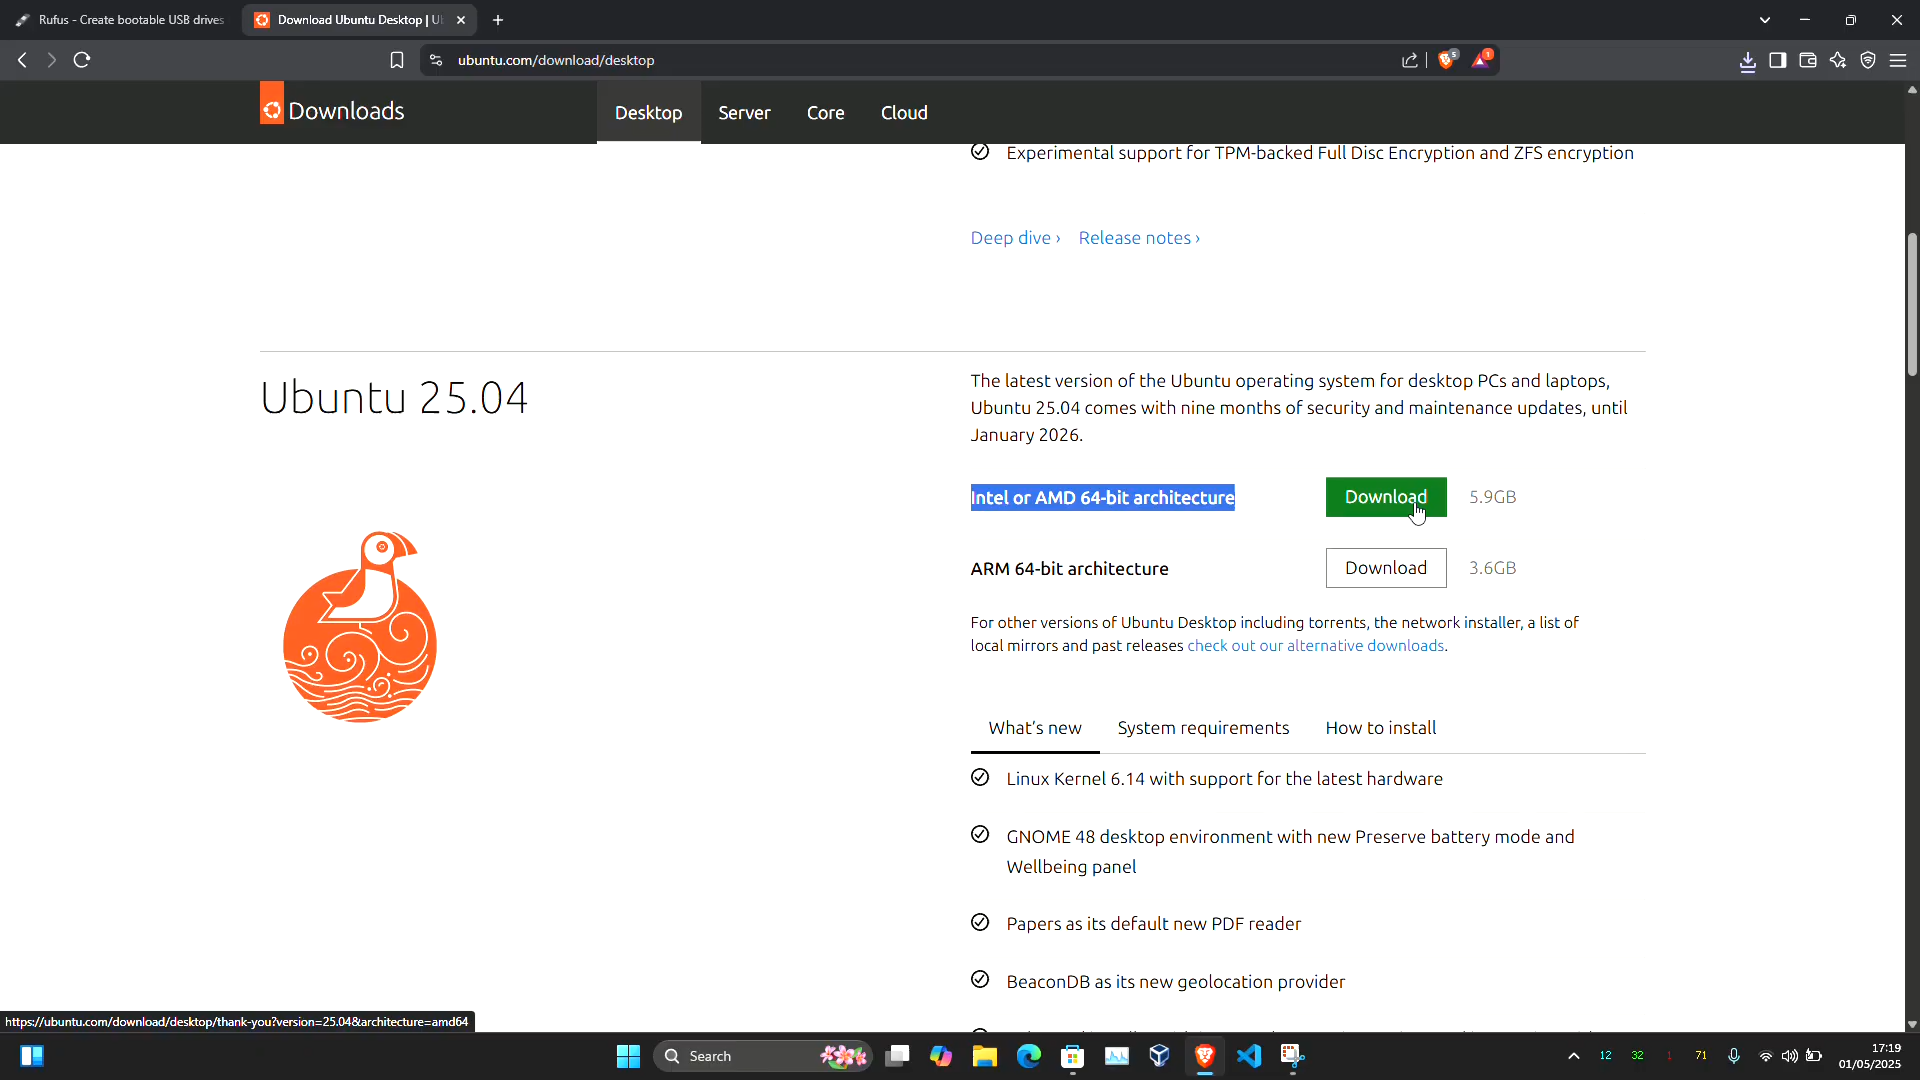 Rufus - Create bootable USB drives
Download Ubuntu Desktop | U
ubuntu.com/download/desktop
5
1
Downloads
Desktop
Server
Core
Cloud
Experimental support for TPM-backed Full Disc Encryption and ZFS encryption
Deep dive ›
Release notes ›
Ubuntu 25.04
The latest version of the Ubuntu operating system for desktop PCs and laptops,
Ubuntu 25.04 comes with nine months of security and maintenance updates, until
January 2026.
Intel or AMD 64-bit architecture
Download
5.9GB
ARM 64-bit architecture
Download
3.6GB
For other versions of Ubuntu Desktop including torrents, the network installer, a list of
local mirrors and past releases check out our alternative downloads.
What's new
System requirements
How to install
Linux Kernel 6.14 with support for the latest hardware
GNOME 48 desktop environment with new Preserve battery mode and
Wellbeing panel
Papers as its default new PDF reader
BeaconDB as its new geolocation provider
https://ubuntu.com/download/desktop/thank-you?version=25.04&architecture=amd64
Search
12
32
1
71
17:19
01/05/2025